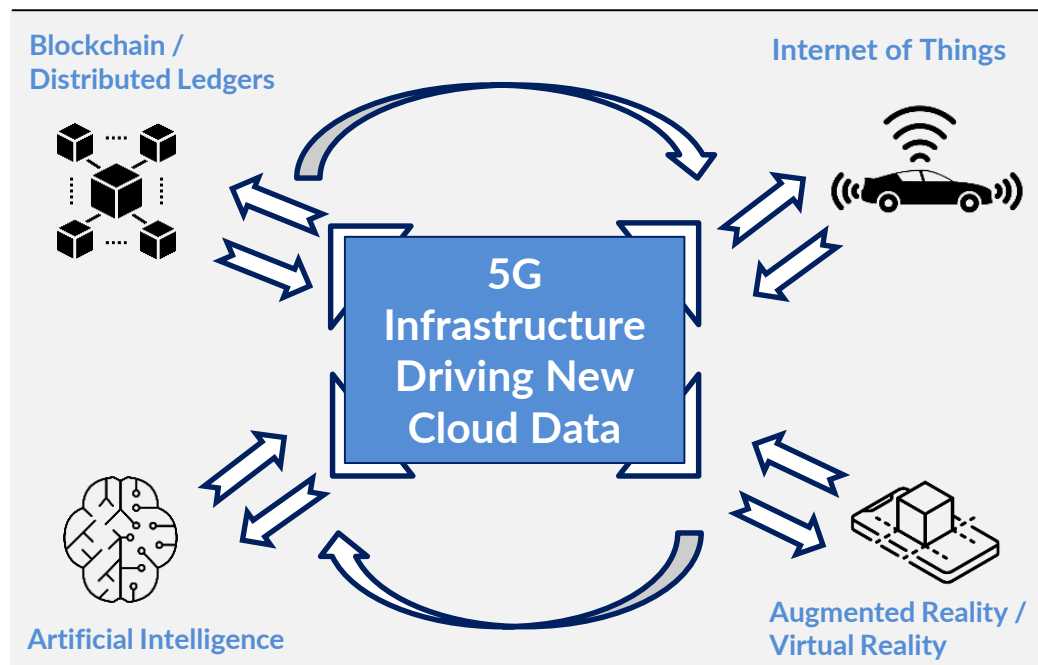 Blockchain /
Distributed Ledgers
Internet of Things
5G
Infrastructure
Driving New
Cloud Data
Artificial Intelligence
Augmented Reality /
Virtual Reality